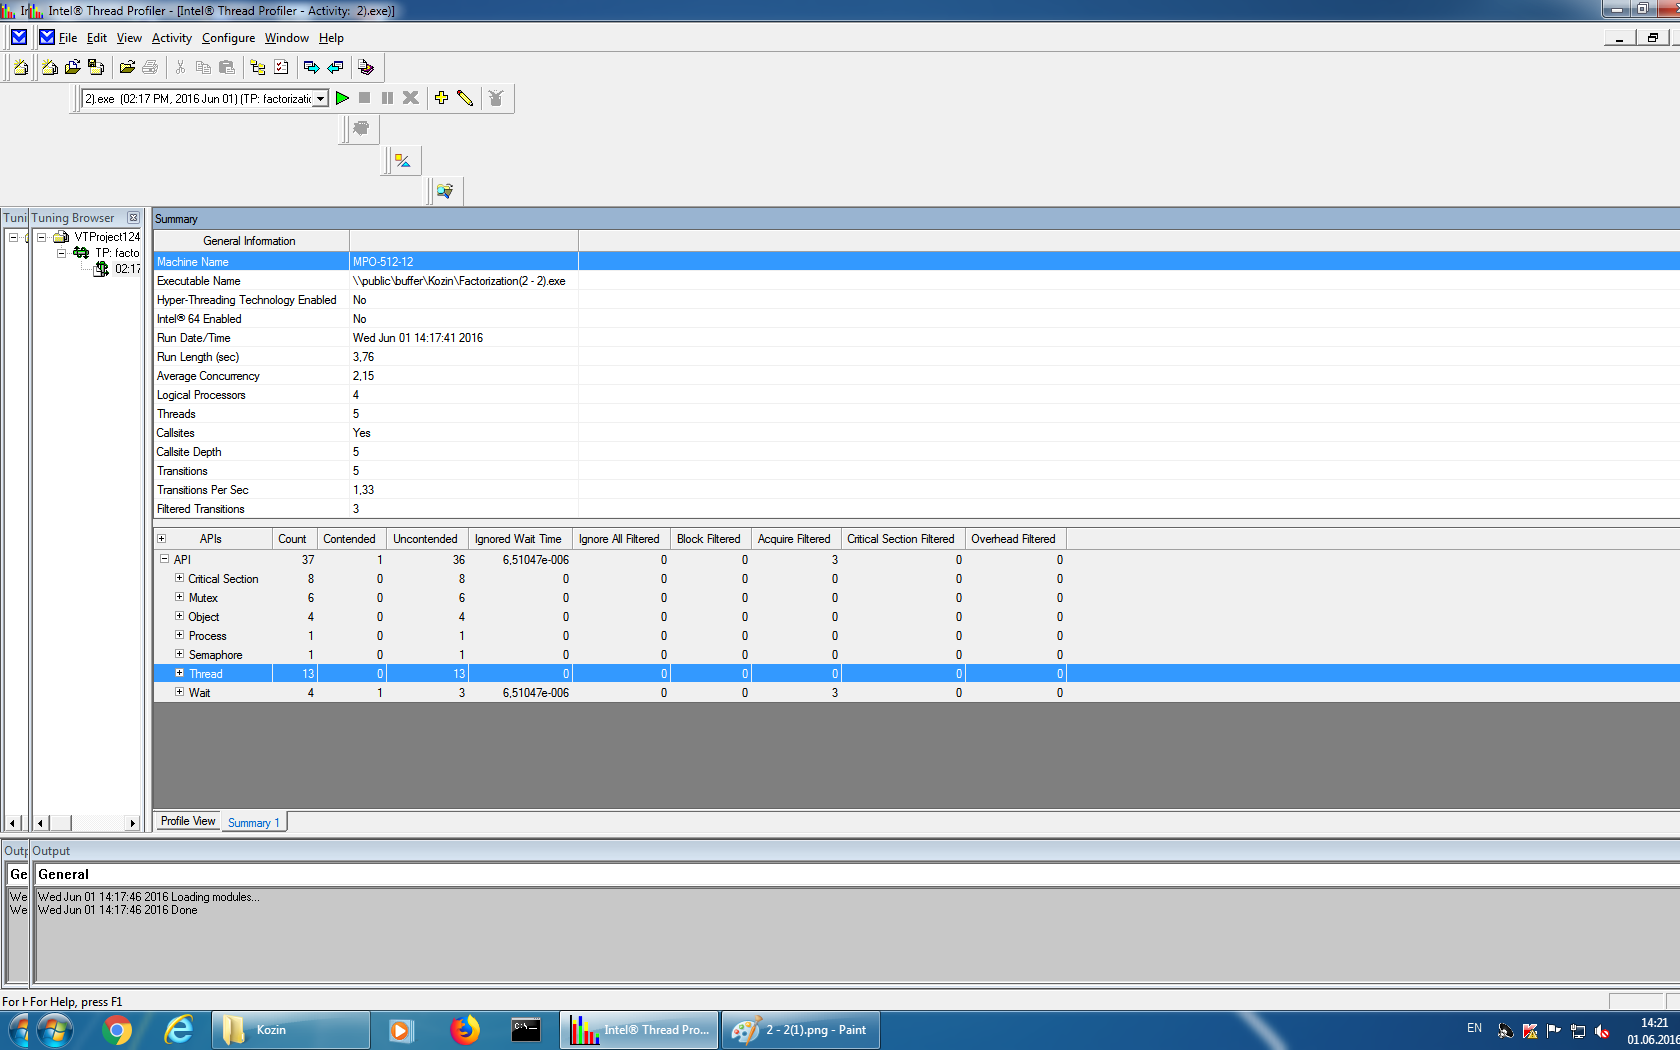 Intel® Thread Profiler - [Intel® Thread Profiler - Activity:  2).exe)]
File Edit View Activity Configure Window Help
2).exe (02:17 PM, 2016 Jun 01) (TP: factorizatic
Tuni Tuning Browser
VTProject124
TP: facto
02:17
Summary
General Information
Machine Name MPO-512-12
Executable Name \\public\buffer\Kozin\Factorization(2 - 2).exe
Hyper-Threading Technology Enabled No
Intel® 64 Enabled No
Run Date/Time Wed Jun 01 14:17:41 2016
Run Length (sec) 3,76
Average Concurrency 2,15
Logical Processors 4
Threads 5
Callsites Yes
Callsite Depth 5
Transitions 5
Transitions Per Sec 1,33
Filtered Transitions 3
APIs Count Contended Uncontended Ignored Wait Time Ignore All Filtered Block Filtered Acquire Filtered Critical Section Filtered Overhead Filtered
API 37 1 36 6,51047e-006 0 0 3 0 0
Critical Section 8 0 8 0 0 0 0 0 0
Mutex 6 0 6 0 0 0 0 0 0
Object 4 0 4 0 0 0 0 0 0
Process 1 0 1 0 0 0 0 0 0
Semaphore 1 0 1 0 0 0 0 0 0
Thread 13 0 13 0 0 0 0 0 0
Wait 4 1 3 6,51047e-006 0 0 3 0 0
Profile View Summary 1
Outp Output
Ge General
We Wed Jun 01 14:17:46 2016 Loading modules...
We Wed Jun 01 14:17:46 2016 Done
For H For Help, press F1
Kozin
C:\
Intel® Thread Pro...
2 - 2(1).png - Paint
EN
14:21
01.06.2016